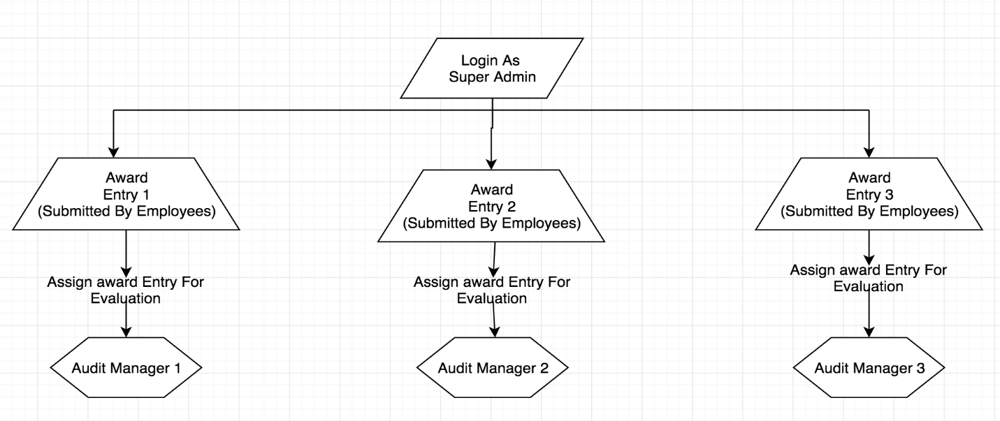 Login As
Super Admin
Award
Entry 1
(Submitted By Employees)
Award
Entry 2
(Submitted By Employees)
Award
Entry 3
(Submitted By Employees)
Assign award Entry For
Evaluation
Assign award Entry For
Evaluation
Assign award Entry For
Evaluation
Audit Manager 1
Audit Manager 2
Audit Manager 3